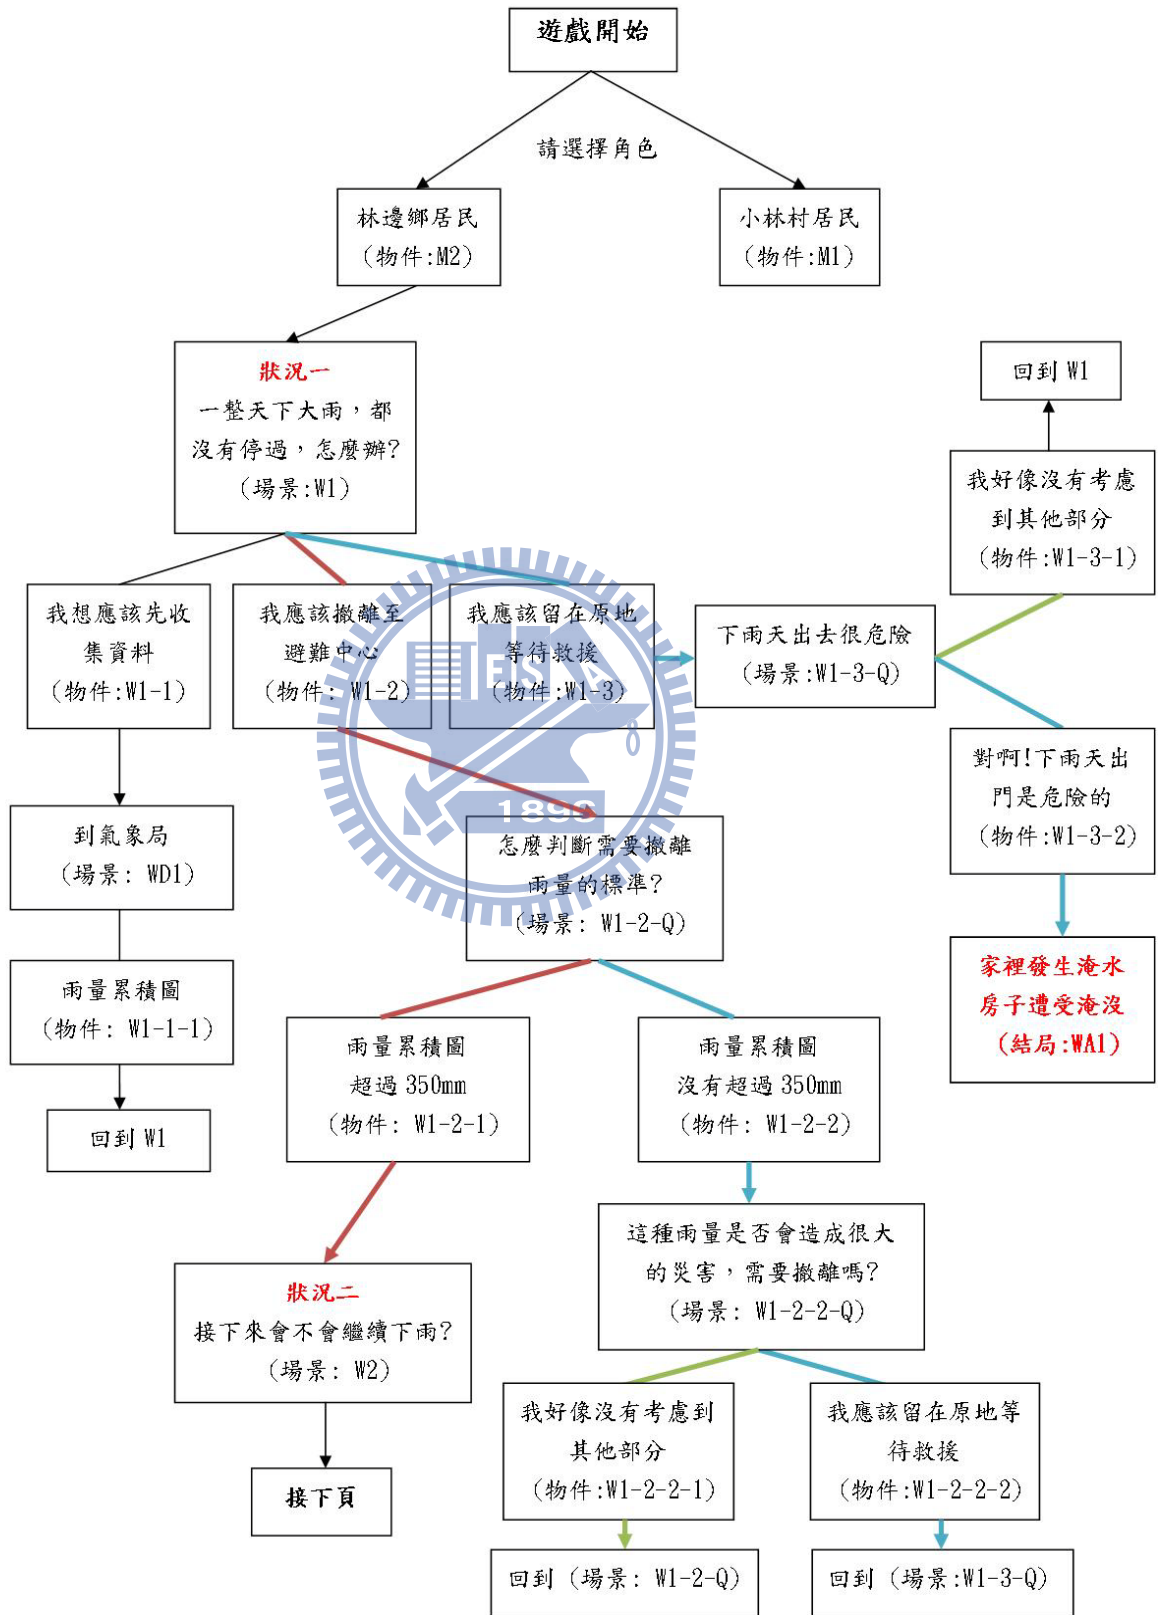 遊戲開始
請選擇角色
林邊鄉居民
(物件:M2)
小林村居民
(物件:M1)
狀況一
一整天下大雨，都
沒有停過，怎麼辦?
(場景:W1)
回到 W1
我好像沒有考慮
到其他部分
(物件:W1-3-1)
我想應該先收
集資料
(物件:W1-1)
我應該撤離至
避難中心
(物件: W1-2)
我應該留在原地
等待救援
(物件:W1-3)
下雨天出去很危險
(場景:W1-3-Q)
對啊!下雨天出
門是危險的
(物件:W1-3-2)
家裡發生淹水
房子遭受淹沒
(結局:WA1)
ES
A
1896
到氣象局
(場景: WD1)
雨量累積圖
(物件: W1-1-1)
回到 W1
怎麼判斷需要撤離
雨量的標準?
(場景: W1-2-Q)
雨量累積圖
超過 350mm
(物件: W1-2-1)
雨量累積圖
沒有超過 350mm
(物件: W1-2-2)
狀況二
接下來會不會繼續下雨?
(場景: W2)
接下頁
這種雨量是否會造成很大
的災害，需要撤離嗎?
(場景: W1-2-2-Q)
我好像沒有考慮到
其他部分
(物件:W1-2-2-1)
我應該留在原地等
待救援
(物件:W1-2-2-2)
回到 (場景: W1-2-Q)
回到 (場景:W1-3-Q)